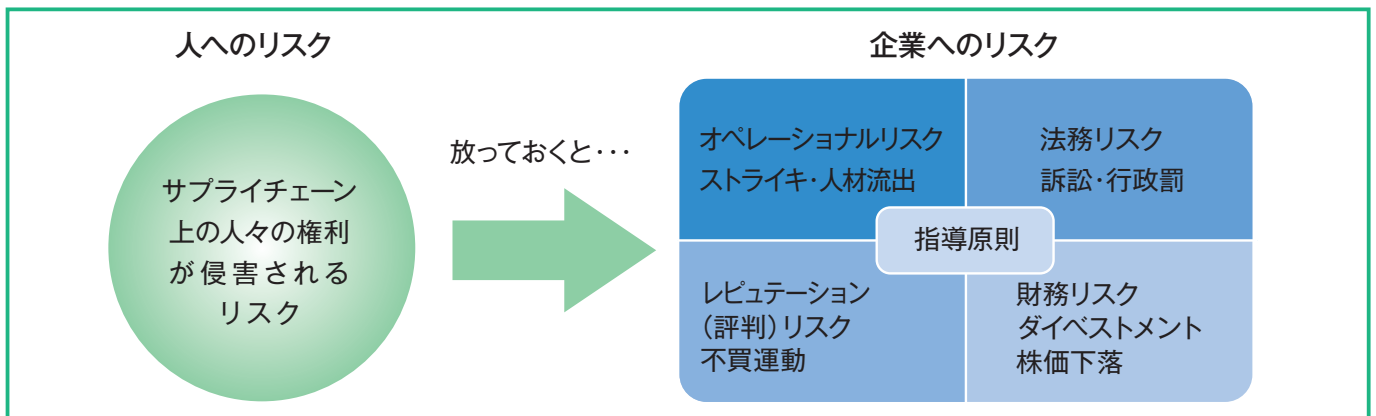 人へのリスク
サプライチェーン
上の人々の権利
が侵害される
リスク
放っておくと･･･
企業へのリスク
オペレーショナルリスク
ストライキ･人材流出
法務リスク
訴訟･行政罰
指導原則
レピュテーション
（評判）リスク
不買運動
財務リスク
ダイベストメント
株価下落